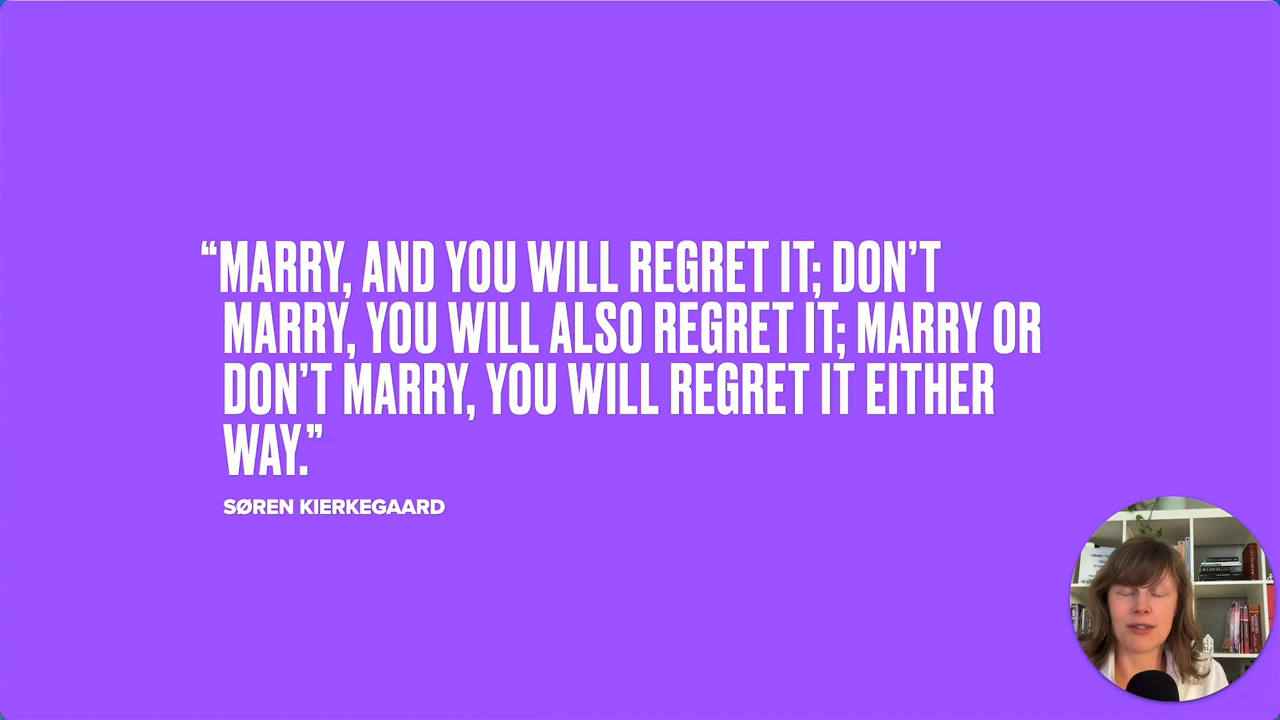 “MARRY, AND YOU WILL REGRET IT; DON’T
MARRY, YOU WILL ALSO REGRET IT; MARRY OR
DON’T MARRY, YOU WILL REGRET IT EITHER
WAY.”
SØREN KIERKEGAARD